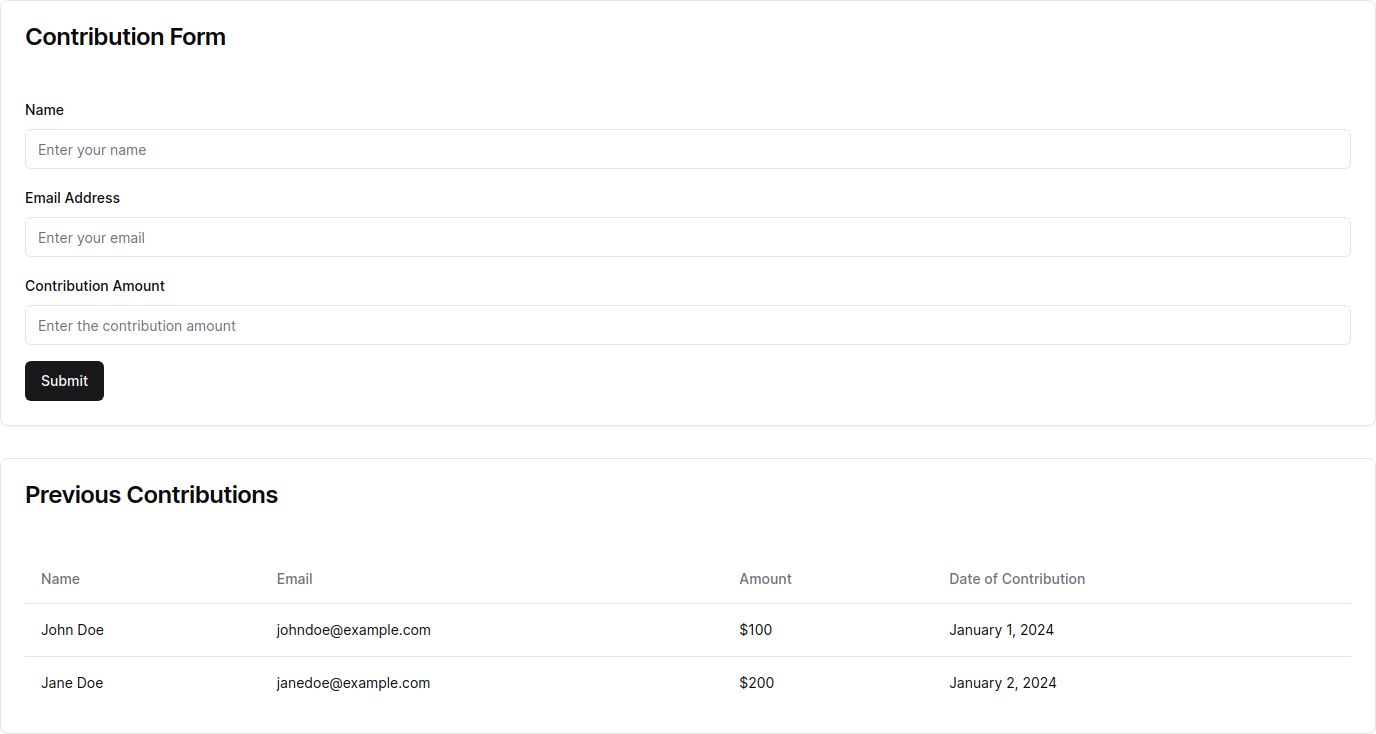 Contribution Form
Name
Enter your name
Email Address
Enter your email
Contribution Amount
Enter the contribution amount
Submit
Previous Contributions
Name Email Amount Date of Contribution
John Doe johndoe@example.com $100 January 1, 2024
Jane Doe janedoe@example.com $200 January 2, 2024